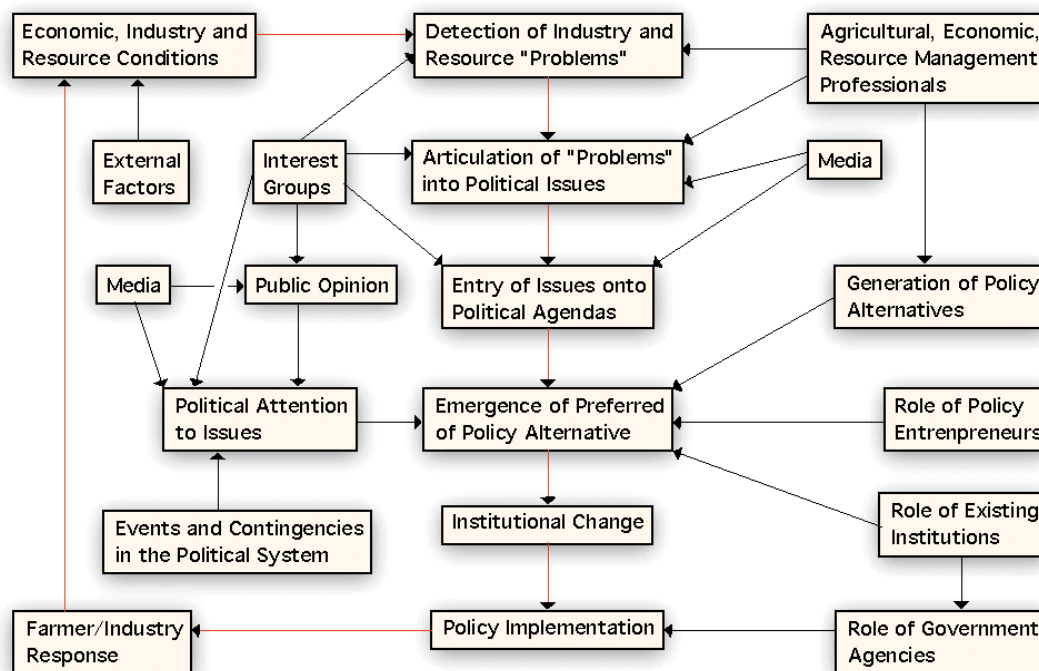 Economic, Industry and
Resource Conditions
Detection of Industry and
Resource "Problems"
Agricultural, Economic,
Resource Management
Professionals
External
Factors
Interest
Groups
Articulation of "Problems"
into Political Issues
Media
Media
Public Opinion
Entry of Issues onto
Political Agendas
Generation of Policy
Alternatives
Political Attention
to Issues
Emergence of Preferred
of Policy Alternative
Role of Policy
Entrenpreneurs
Events and Contingencies
in the Political System
Institutional Change
Role of Existing
Institutions
Farmer/Industry
Response
Policy Implementation
Role of Government
Agencies